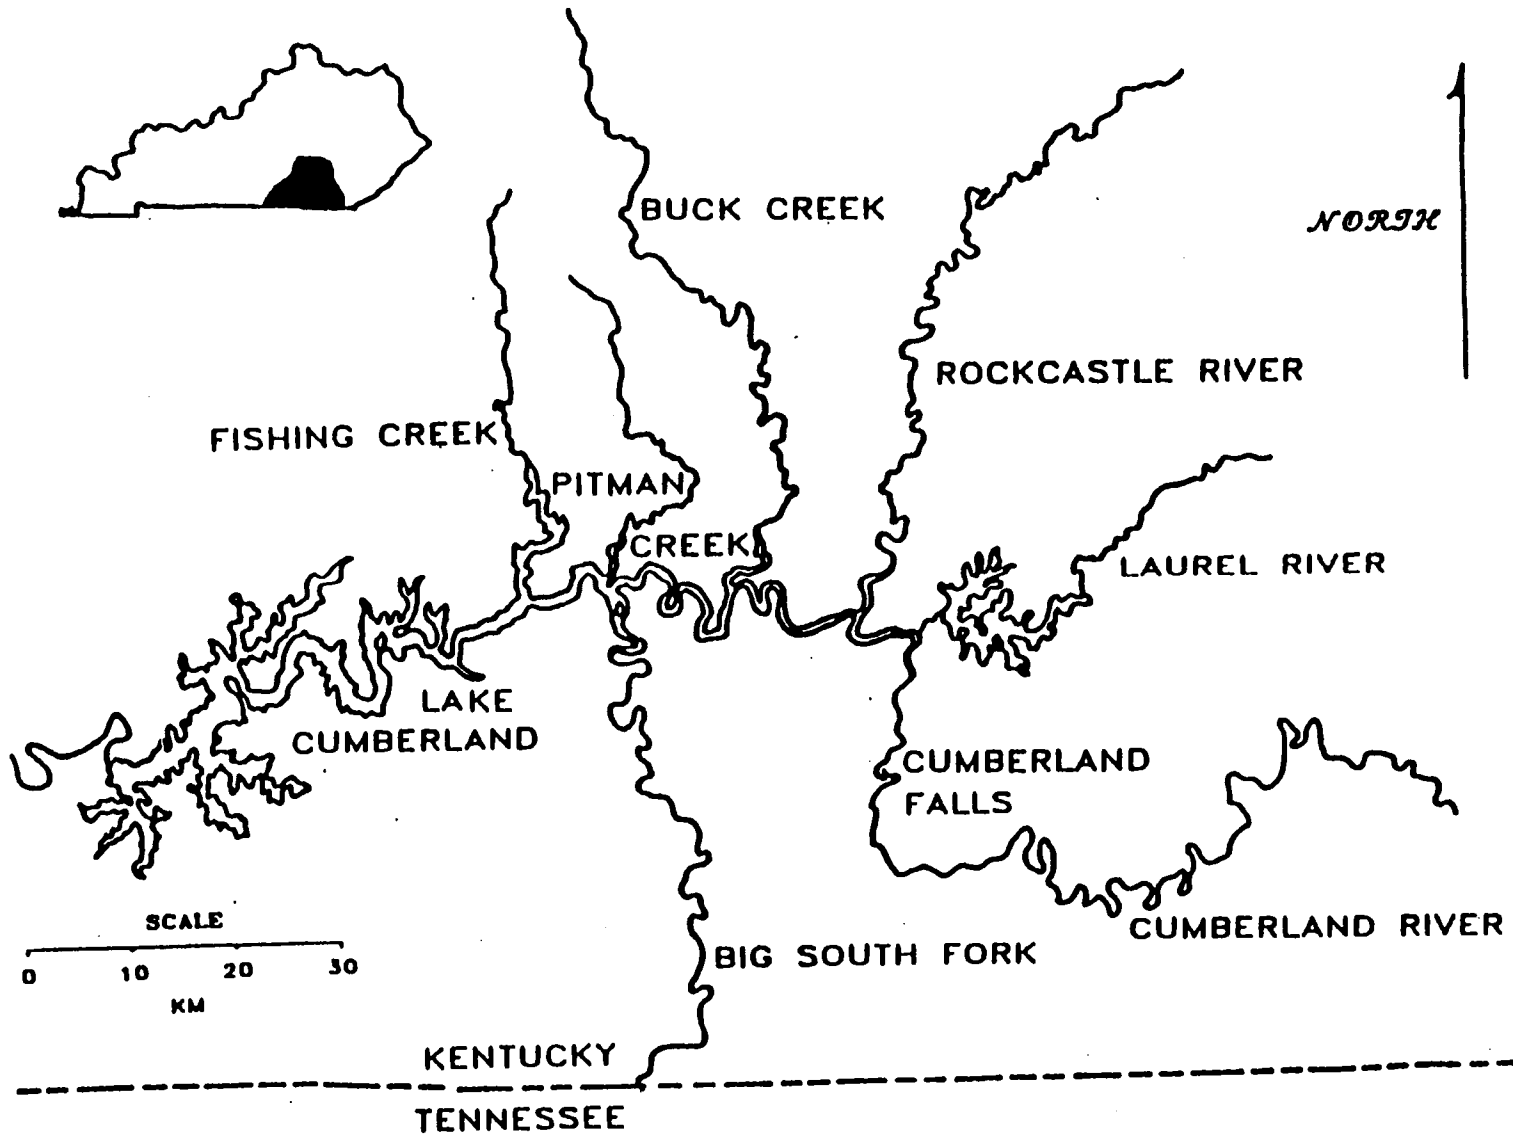 BUCK CREEK
NORTH
ROCKCASTLE RIVER
FISHING CREEK
PITMAN
CREEK
LAUREL RIVER
LAKE
CUMBERLAND
CUMBERLAND
FALLS
SCALE
0 10 20 30
KM
CUMBERLAND RIVER
BIG SOUTH FORK
KENTUCKY
TENNESSEE